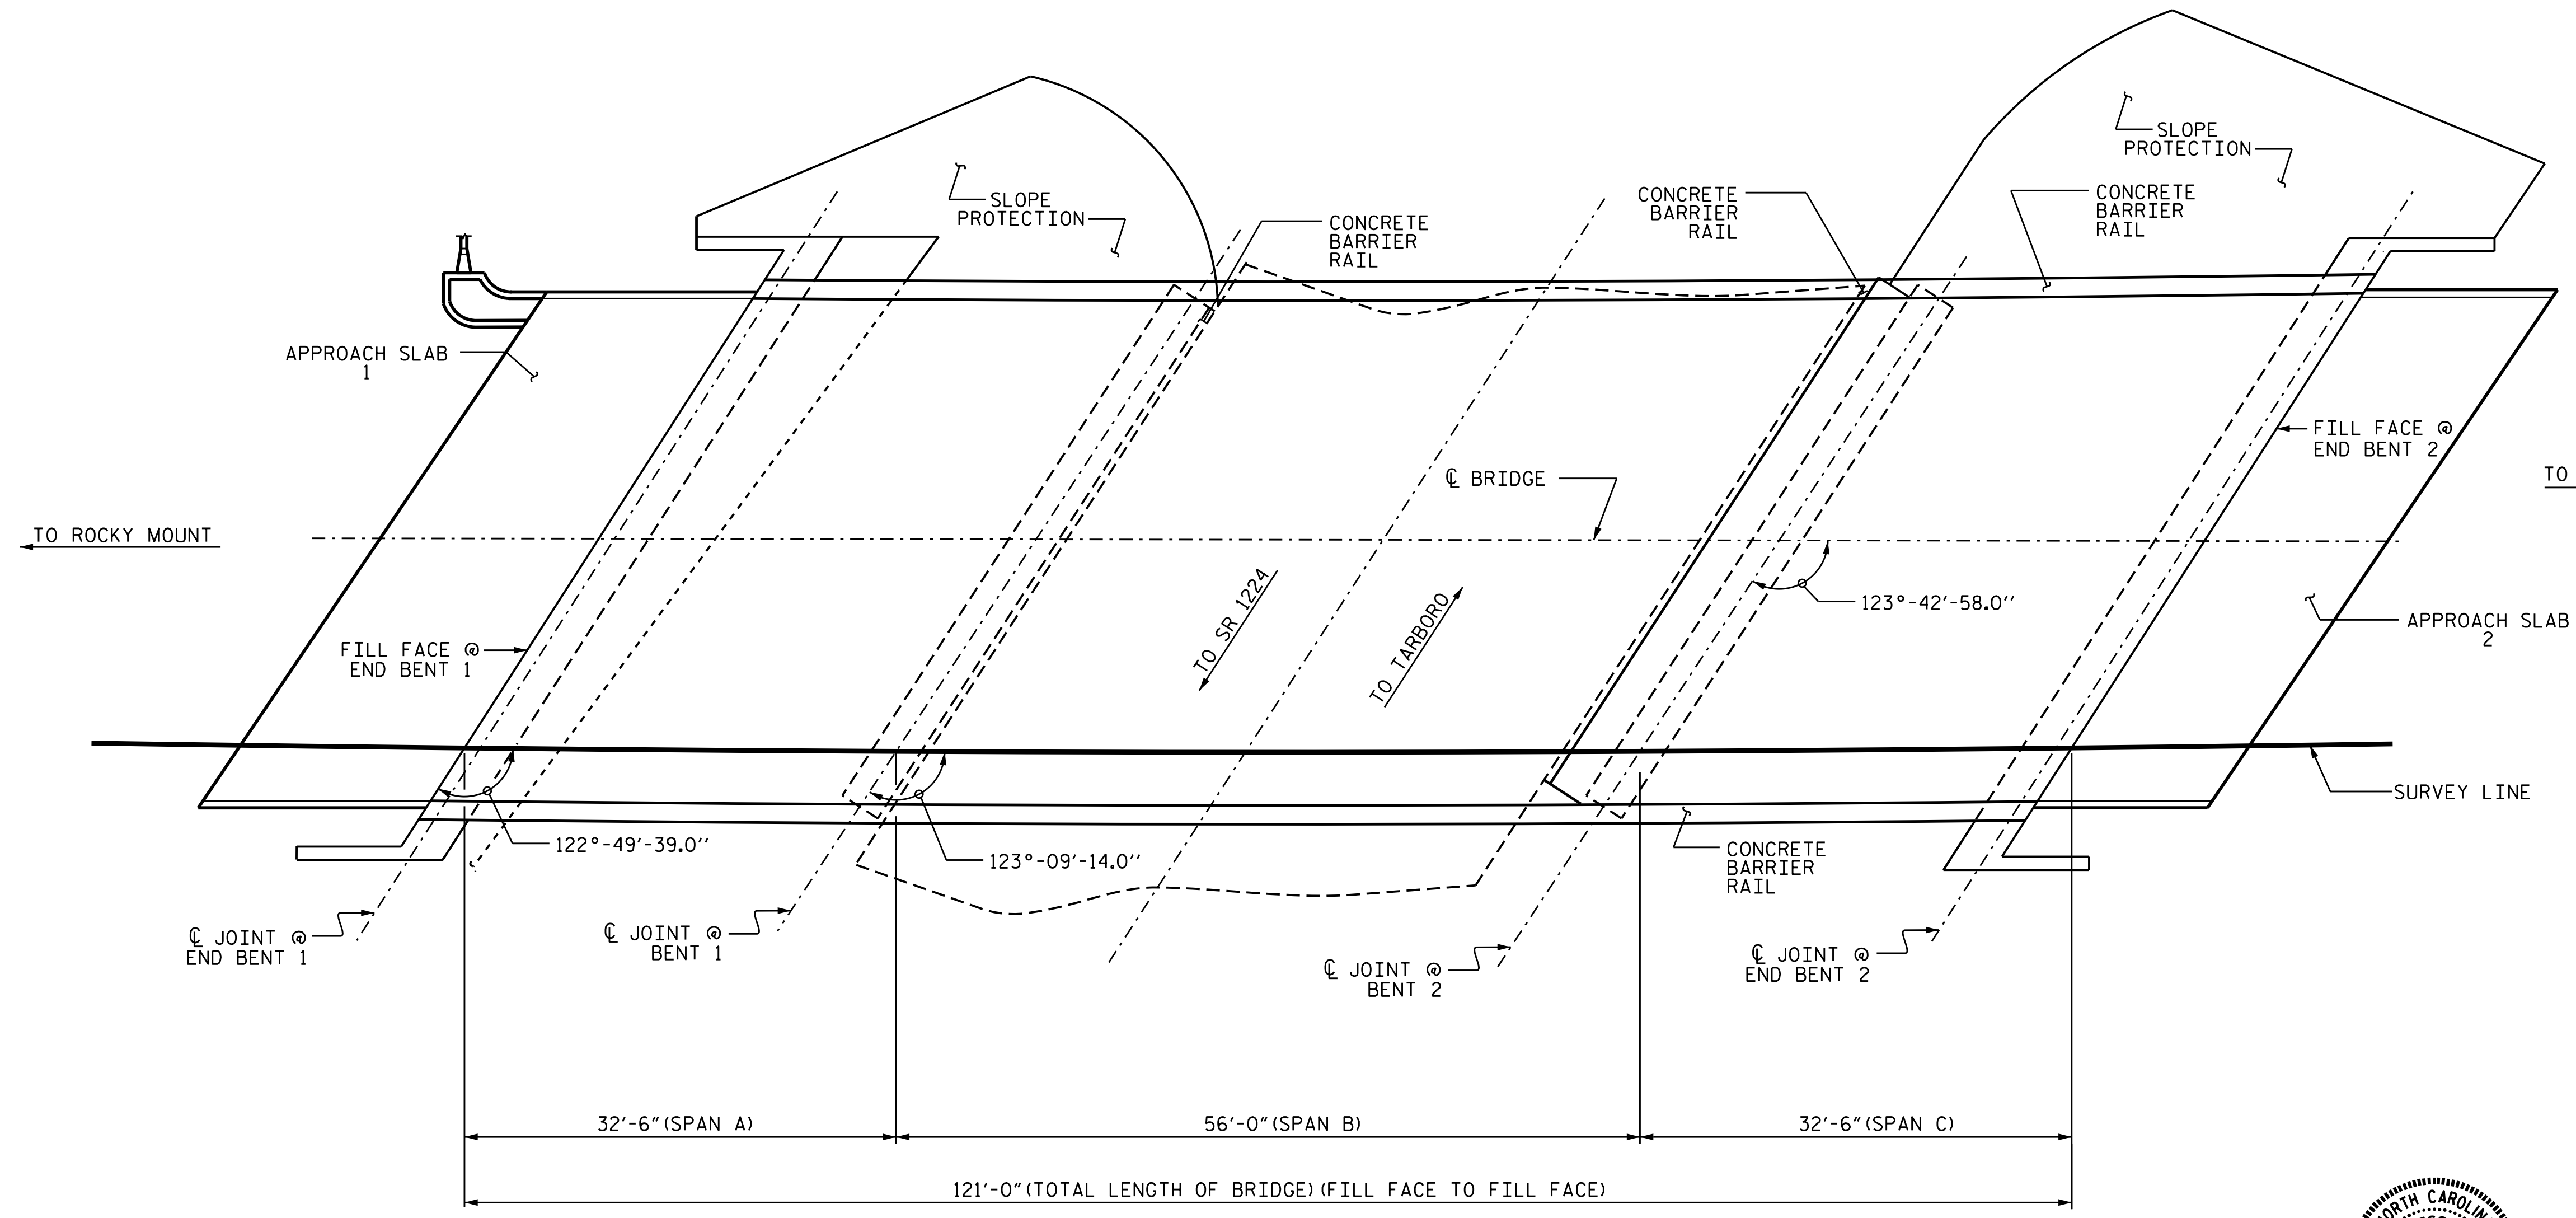 SLOPE
PROTECTION
CONCRETE
BARRIER
RAIL
CONCRETE
BARRIER
RAIL
SLOPE
PROTECTION
CONCRETE
BARRIER
RAIL
APPROACH SLAB
1
FILL FACE @
END BENT 2
℄ BRIDGE
TO
TO ROCKY MOUNT
TO SR 1224
TO TARBORO
123°-42'-58.0''
APPROACH SLAB
2
FILL FACE @
END BENT 1
SURVEY LINE
122°-49'-39.0''
123°-09'-14.0''
CONCRETE
BARRIER
RAIL
℄ JOINT @
END BENT 1
℄ JOINT @
BENT 1
℄ JOINT @
BENT 2
℄ JOINT @
END BENT 2
32'-6" (SPAN A)
56'-0" (SPAN B)
32'-6" (SPAN C)
121'-0" (TOTAL LENGTH OF BRIDGE) (FILL FACE TO FILL FACE)
NORTH CAROLIN